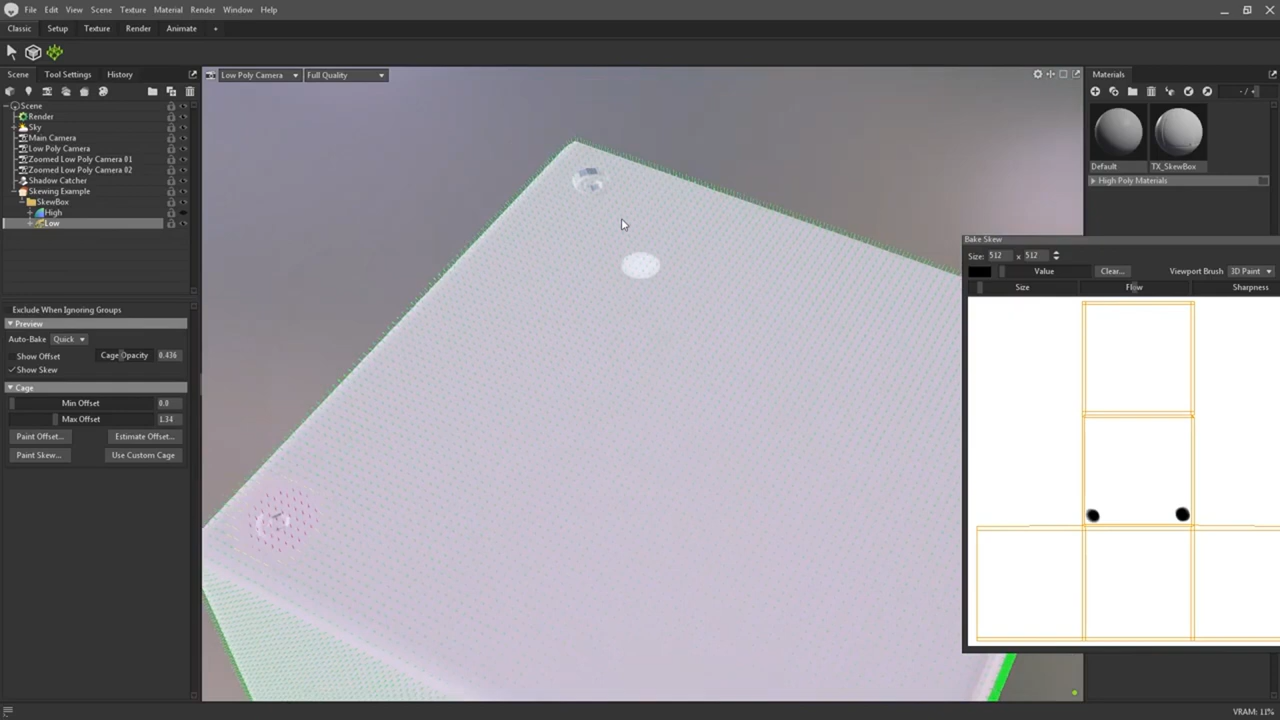 File Edit View Scene Texture Material Render Window Help
Classic Setup Texture Render Animate +
Scene Tool Settings History
Low Poly Camera Full Quality
Materials
- / +
Scene
Render
Sky
Main Camera
Low Poly Camera
Zoomed Low Poly Camera 01
Zoomed Low Poly Camera 02
Shadow Catcher
Skewing Example
SkewBox
High
Low
Default TX_SkewBox
High Poly Materials
Bake Skew
Size: 512 x 512
Value Clear... Viewport Brush 3D Paint
Size Flow Sharpness
Exclude When Ignoring Groups
Preview
Auto-Bake Quick
Show Offset Cage Opacity 0.436
Show Skew
Cage
Min Offset 0.0
Max Offset 1.34
Paint Offset... Estimate Offset...
Paint Skew... Use Custom Cage
VRAM: 11%